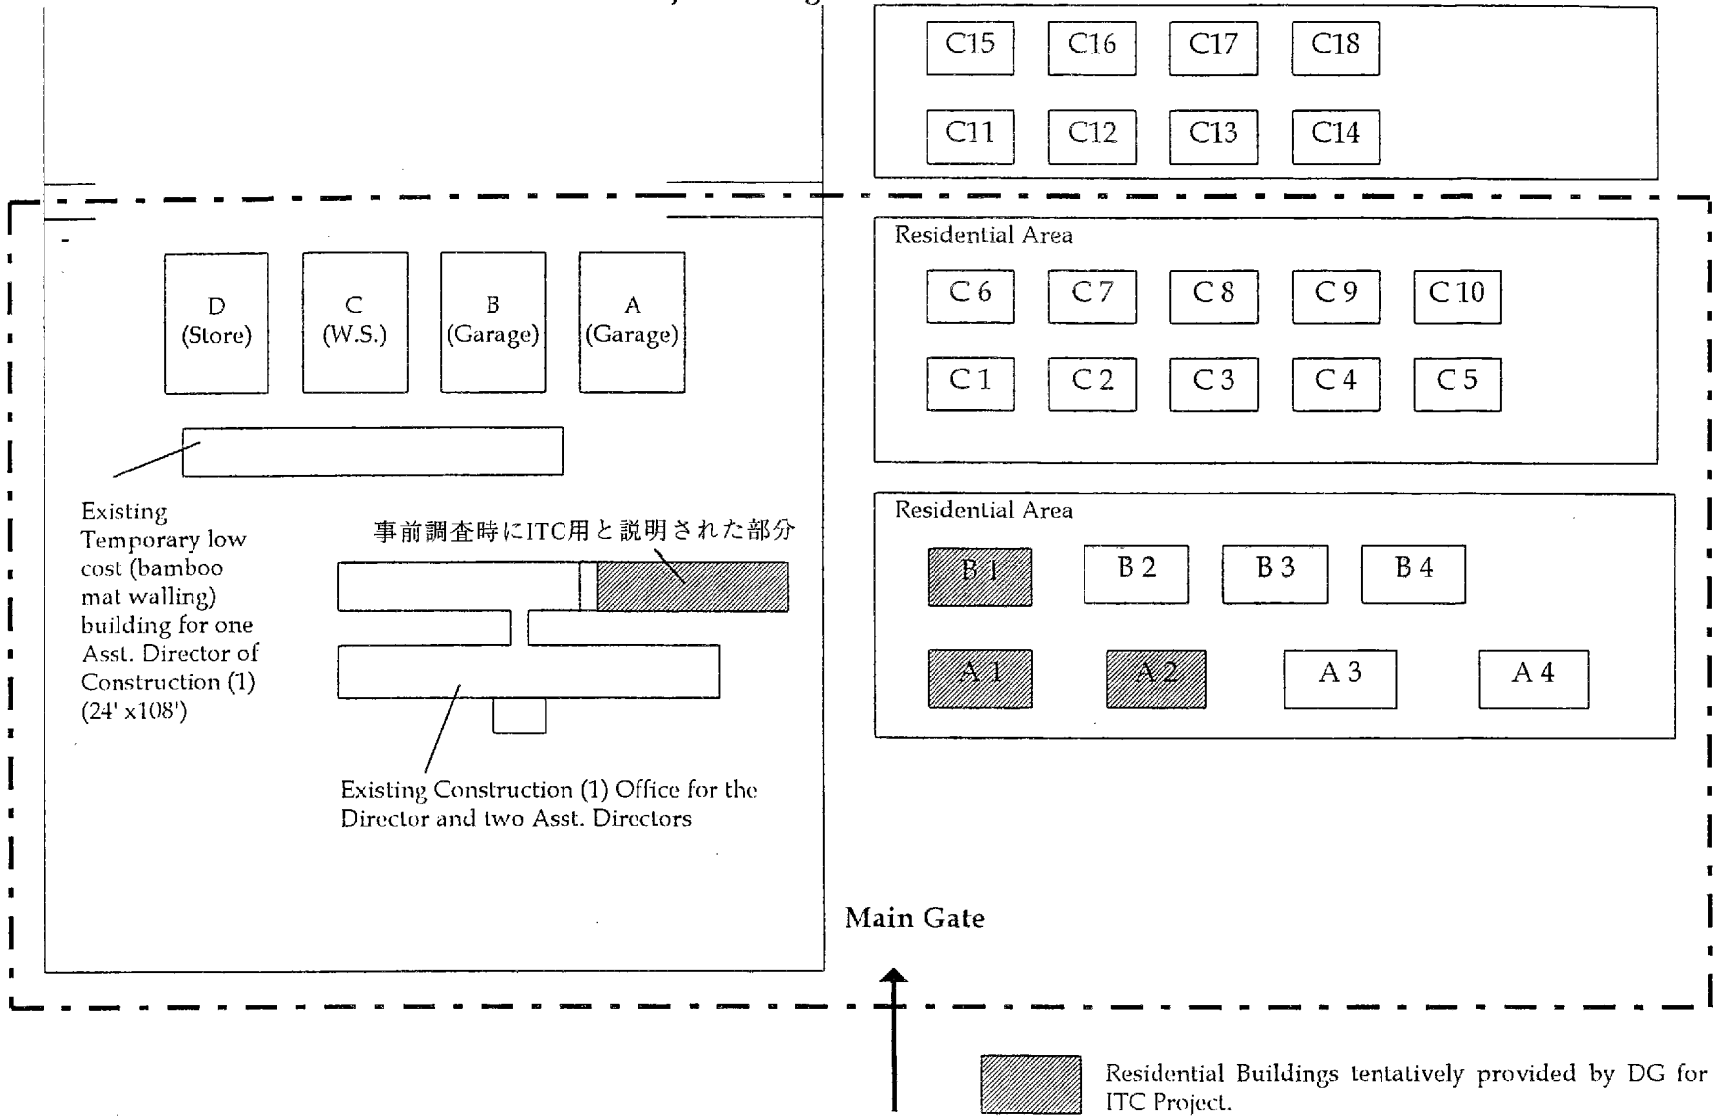 C15 C16 C17 C18
C11 C12 C13 C14
Residential Area
C 6 C 7 C 8 C 9 C 10
C 1 C 2 C 3 C 4 C 5
D
(Store)
C
(W.S.)
B
(Garage)
A
(Garage)
Existing
Temporary low
cost (bamboo
mat walling)
building for one
Asst. Director of
Construction (1)
(24' x108')
事前調査時にITC用と説明された部分
Existing Construction (1) Office for the
Director and two Asst. Directors
Residential Area
B 1 B 2 B 3 B 4
A 1 A 2 A 3 A 4
Main Gate
Residential Buildings tentatively provided by DG for
ITC Project.